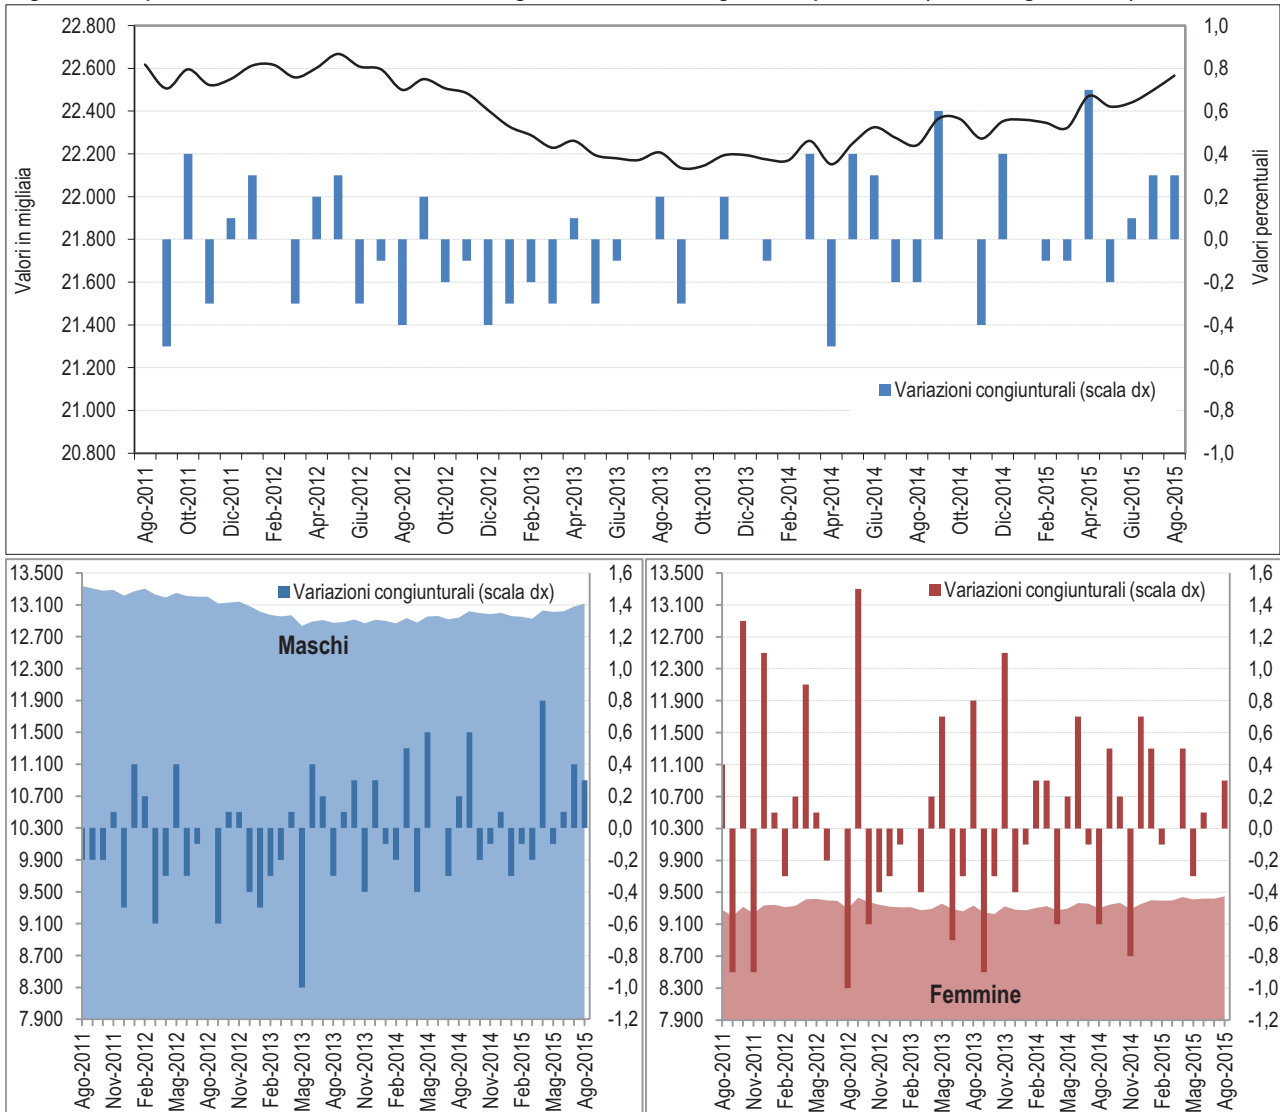 22.800
22.600
22.400
22.200
22.000
21.800
21.600
21.400
21.200
21.000
20.800
Valori in migliaia
1,0
0,8
0,6
0,4
0,2
0,0
-0,2
-0,4
-0,6
-0,8
-1,0
Valori percentuali
Variazioni congiunturali (scala dx)
Ago-2011
Ott-2011
Dic-2011
Feb-2012
Apr-2012
Giu-2012
Ago-2012
Ott-2012
Dic-2012
Feb-2013
Apr-2013
Giu-2013
Ago-2013
Ott-2013
Dic-2013
Feb-2014
Apr-2014
Giu-2014
Ago-2014
Ott-2014
Dic-2014
Feb-2015
Apr-2015
Giu-2015
Ago-2015
13.500
13.100
12.700
12.300
11.900
11.500
11.100
10.700
10.300
9.900
9.500
9.100
8.700
8.300
7.900
Variazioni congiunturali (scala dx)
Maschi
1,6
1,4
1,2
1,0
0,8
0,6
0,4
0,2
0,0
-0,2
-0,4
-0,6
-0,8
-1,0
-1,2
Ago-2011
Nov-2011
Feb-2012
Mag-2012
Ago-2012
Nov-2012
Feb-2013
Mag-2013
Ago-2013
Nov-2013
Feb-2014
Mag-2014
Ago-2014
Nov-2014
Feb-2015
Mag-2015
Ago-2015
13.500
13.100
12.700
12.300
11.900
11.500
11.100
10.700
10.300
9.900
9.500
9.100
8.700
8.300
7.900
Variazioni congiunturali (scala dx)
Femmine
1,6
1,4
1,2
1,0
0,8
0,6
0,4
0,2
0,0
-0,2
-0,4
-0,6
-0,8
-1,0
-1,2
Ago-2011
Nov-2011
Feb-2012
Mag-2012
Ago-2012
Nov-2012
Feb-2013
Mag-2013
Ago-2013
Nov-2013
Feb-2014
Mag-2014
Ago-2014
Nov-2014
Feb-2015
Mag-2015
Ago-2015